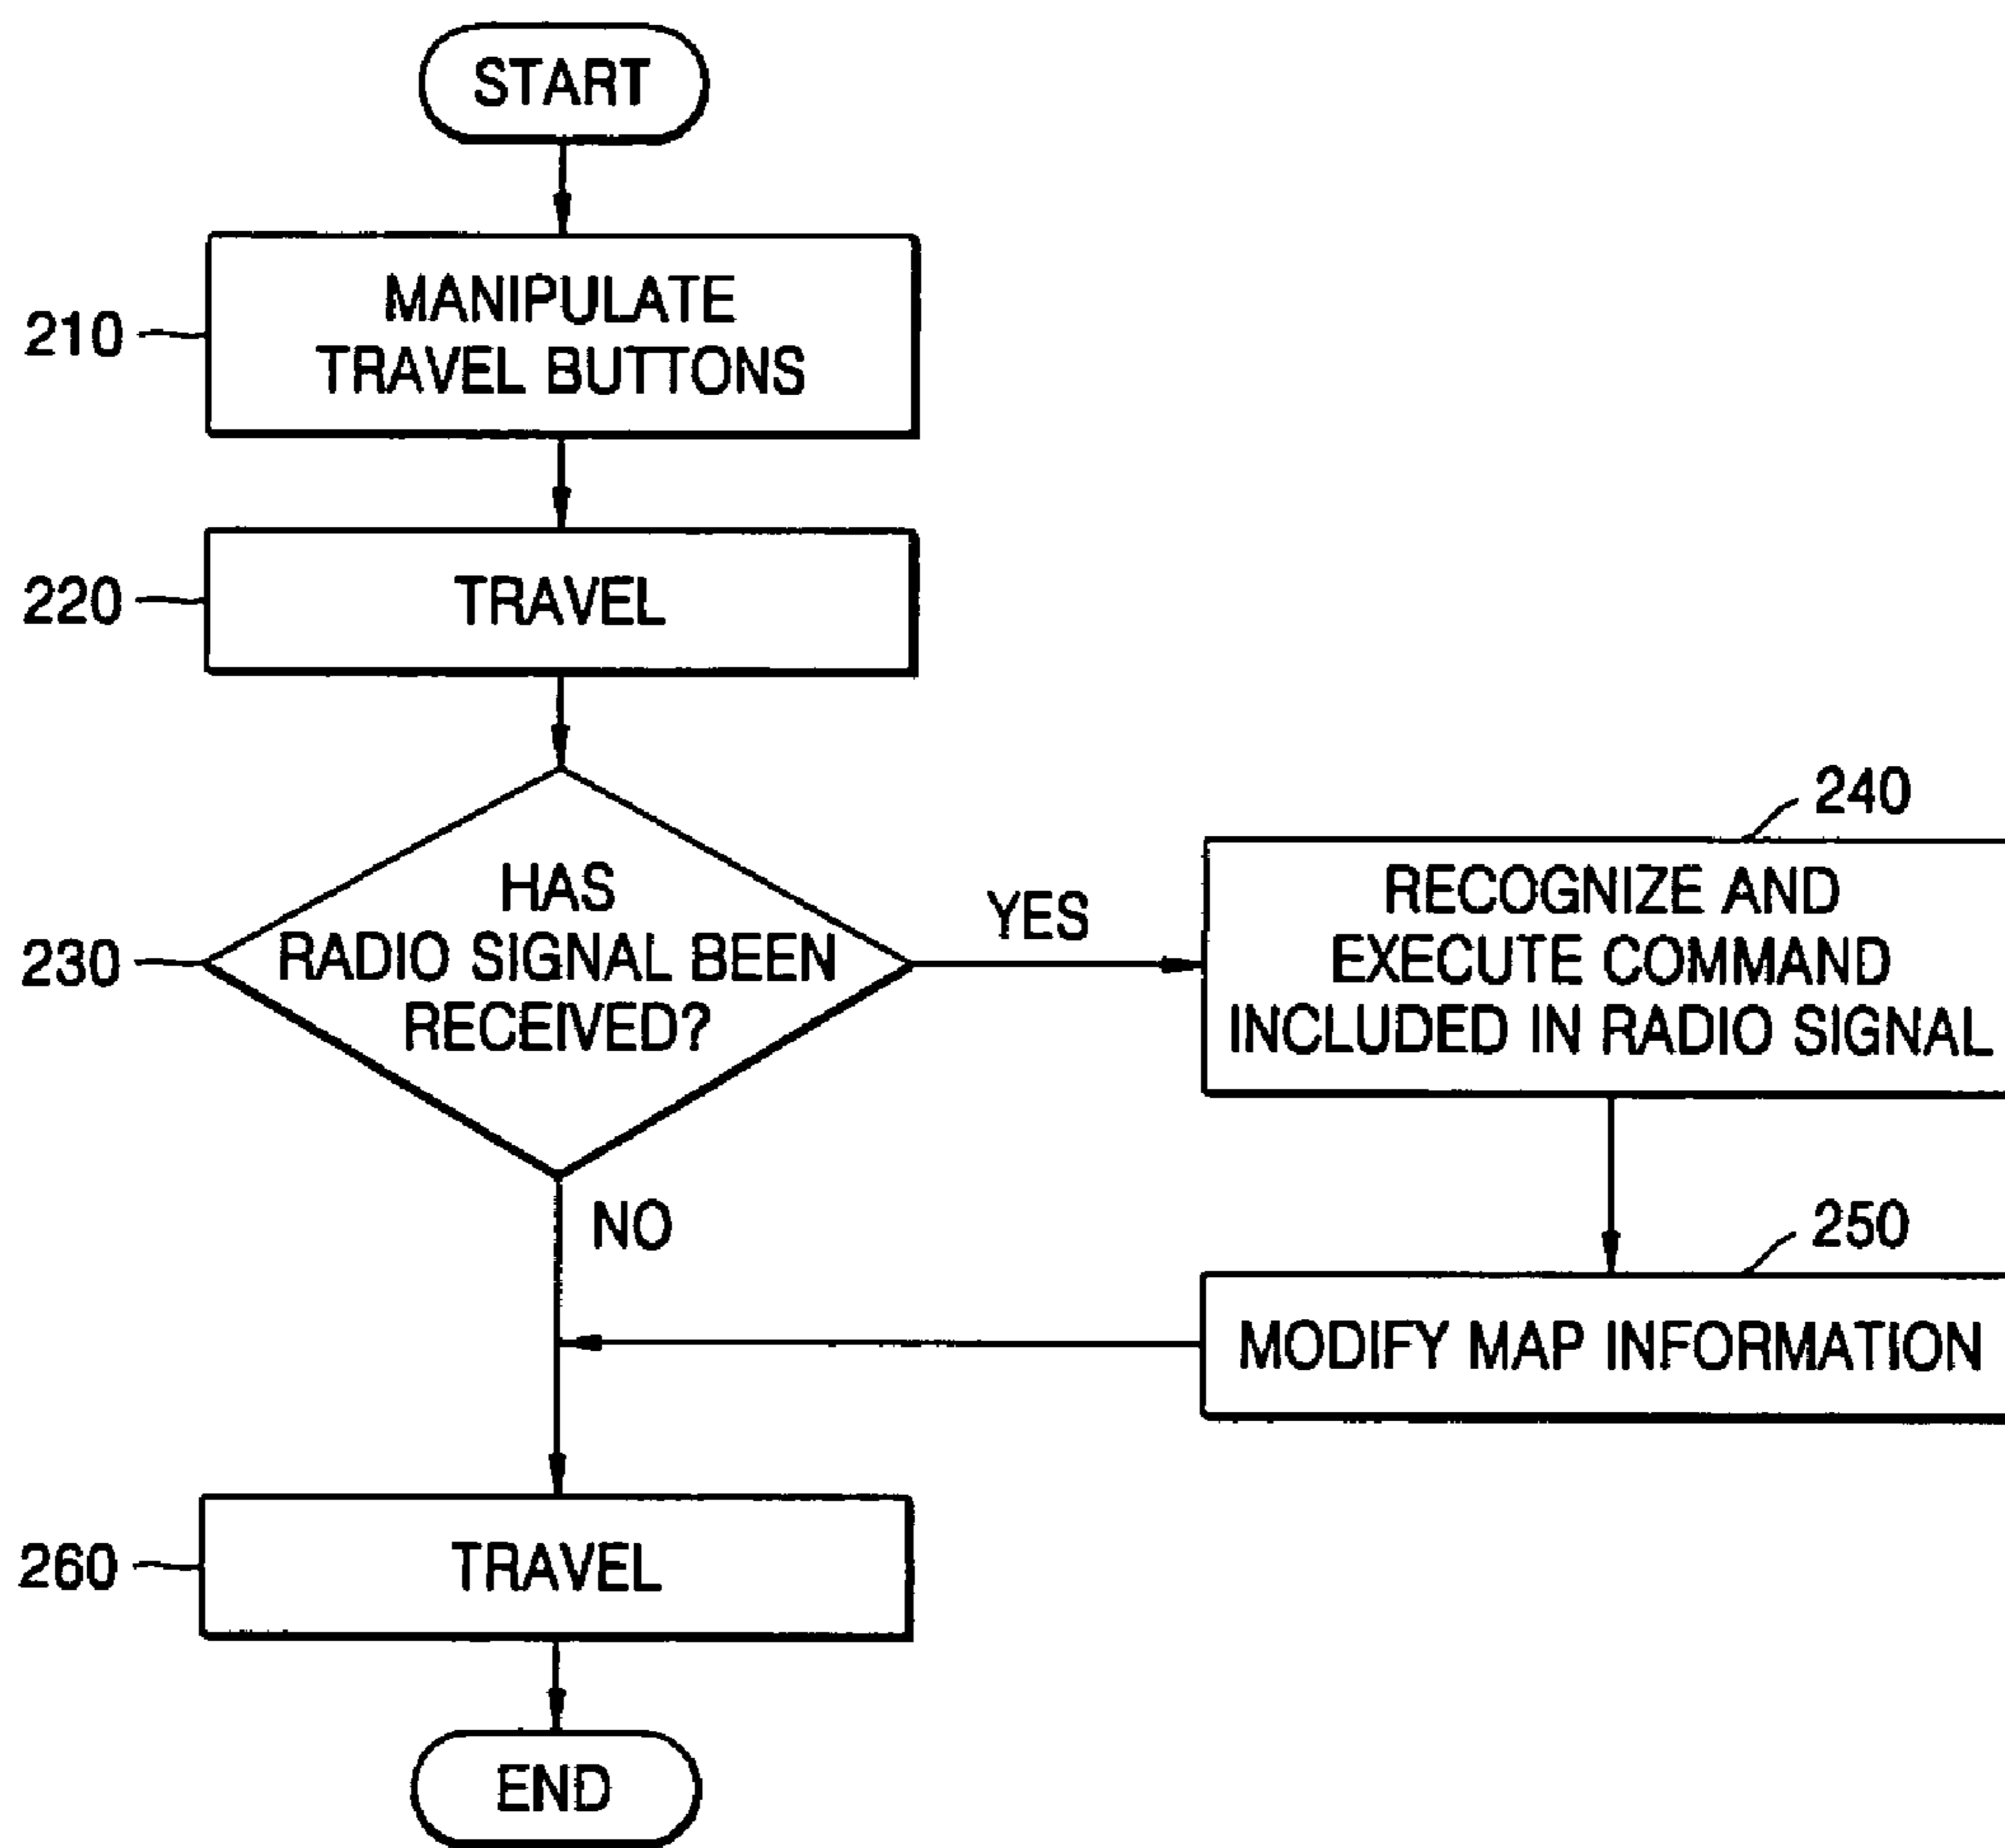 START
210
MANIPULATE
TRAVEL BUTTONS
220
TRAVEL
230
HAS
RADIO SIGNAL BEEN
RECEIVED?
YES
240
RECOGNIZE AND
EXECUTE COMMAND
INCLUDED IN RADIO SIGNAL
NO
250
MODIFY MAP INFORMATION
260
TRAVEL
END